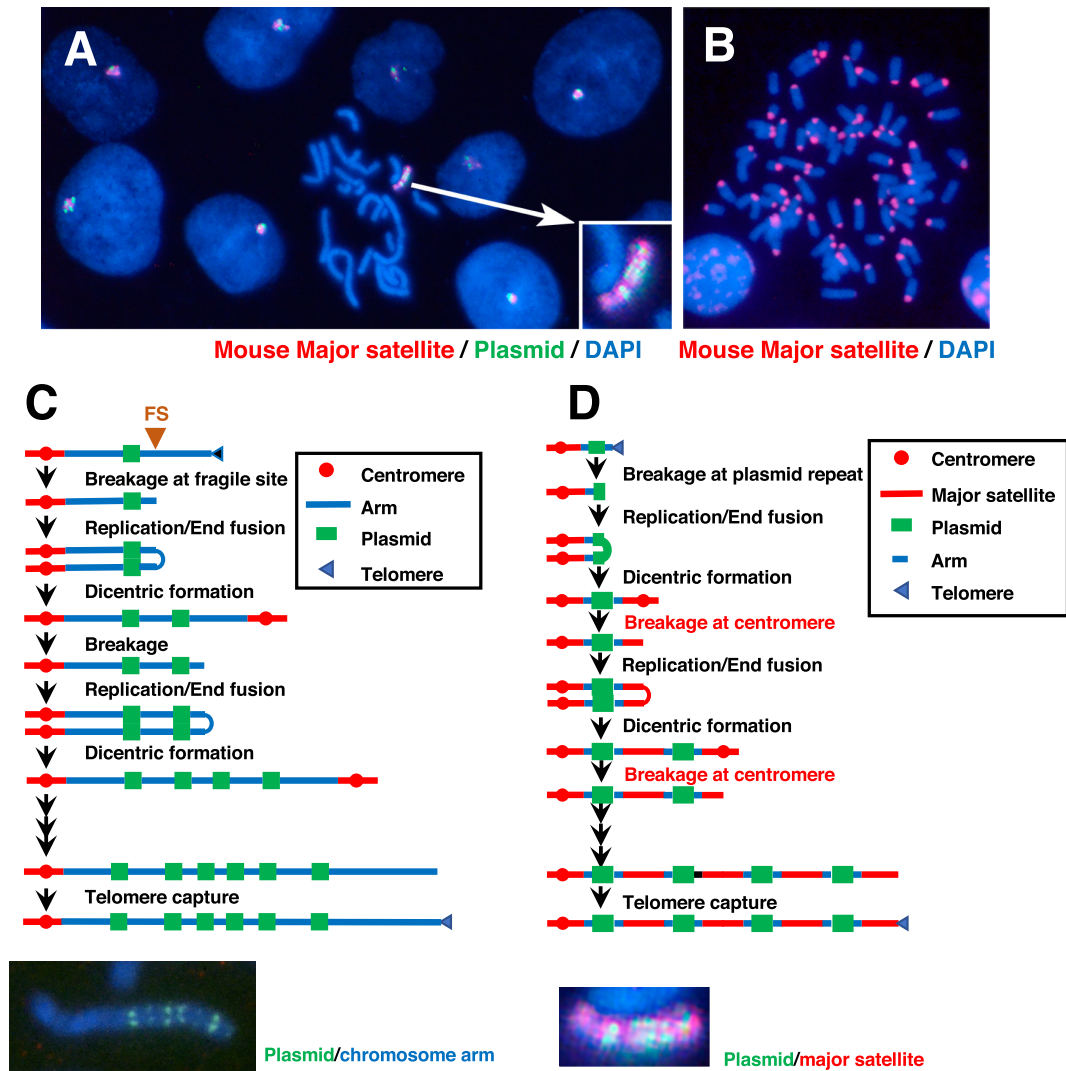 A
B
Mouse Major satellite / Plasmid / DAPI
Mouse Major satellite / DAPI
C
FS
Breakage at fragile site
Replication/End fusion
Dicentric formation
Breakage
Replication/End fusion
Dicentric formation
Telomere capture
Centromere
Arm
Plasmid
Telomere
Plasmid/chromosome arm
D
Breakage at plasmid repeat
Replication/End fusion
Dicentric formation
Breakage at centromere
Replication/End fusion
Dicentric formation
Breakage at centromere
Telomere capture
Centromere
Major satellite
Plasmid
Arm
Telomere
Plasmid/major satellite